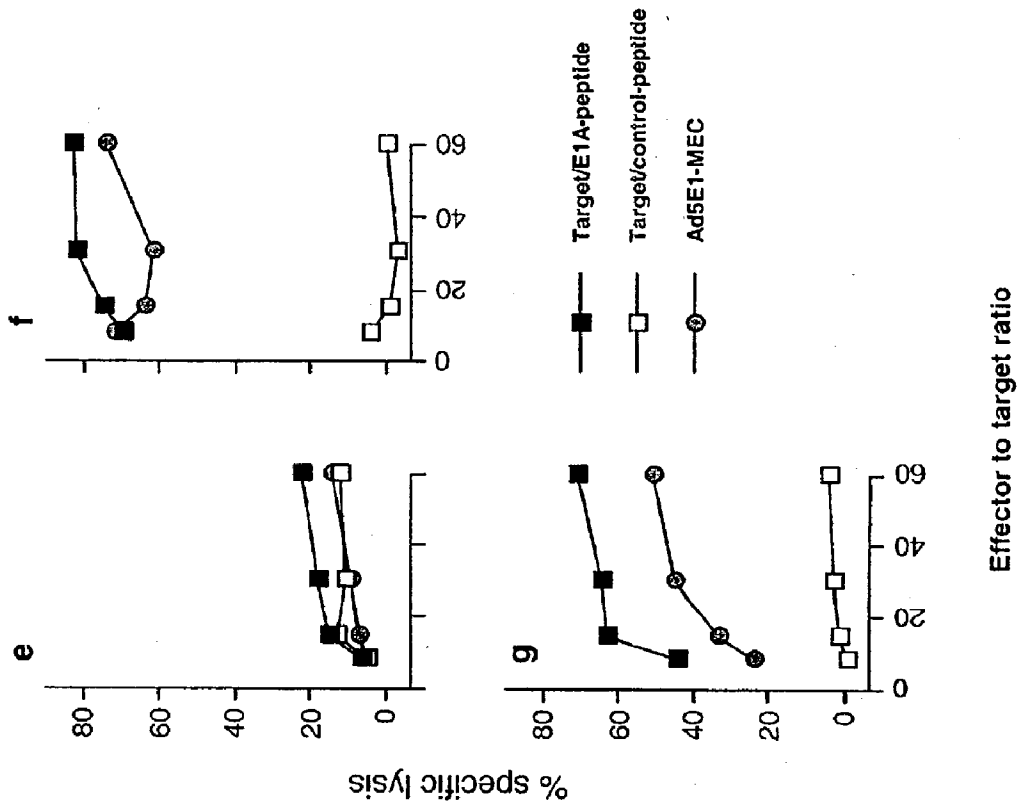 e
f
g
80
60
40
20
0
80
60
40
20
0
0
20
40
60
0
20
40
60
% specific lysis
Effector to target ratio
Target/E1A-peptide
Target/control-peptide
Ad5E1-MEC